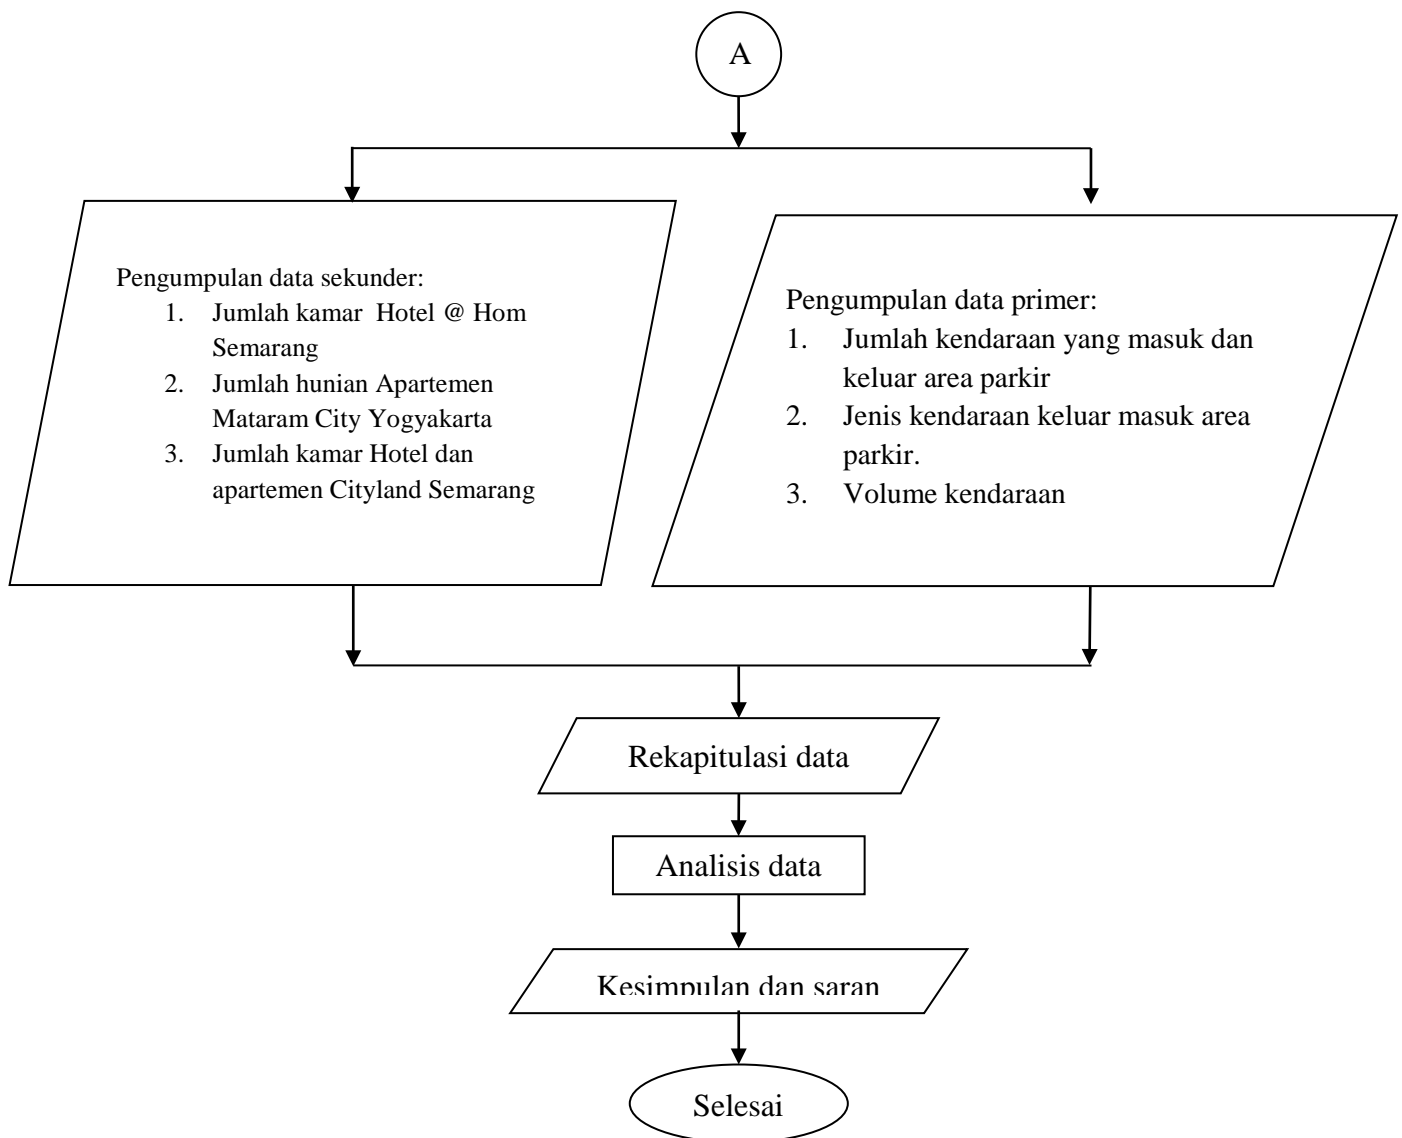 A
Pengumpulan data sekunder:
1. Jumlah kamar Hotel @ Hom
Semarang
2. Jumlah hunian Apartemen
Mataram City Yogyakarta
3. Jumlah kamar Hotel dan
apartemen Cityland Semarang
Pengumpulan data primer:
1. Jumlah kendaraan yang masuk dan
keluar area parkir
2. Jenis kendaraan keluar masuk area
parkir.
3. Volume kendaraan
Rekapitulasi data
Analisis data
Kesimpulan dan saran
Selesai